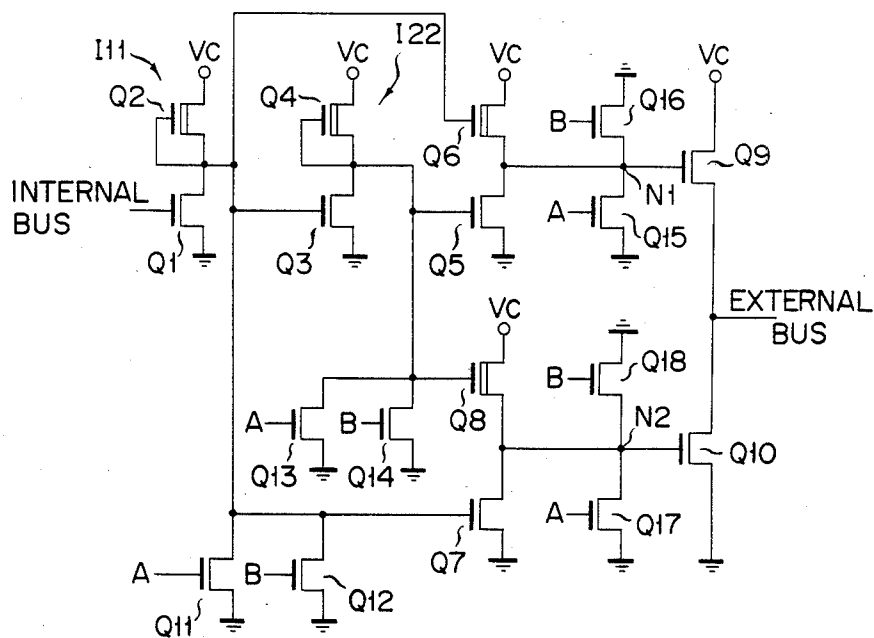 I11
VC
VC
I22
VC
VC
Q2
Q4
Q6
B
Q16
Q9
INTERNAL
BUS
N1
A
Q1
Q3
Q5
Q15
VC
EXTERNAL
BUS
B
Q18
A
B
Q8
N2
Q13
Q14
Q10
A
Q17
Q7
A
B
Q11
Q12